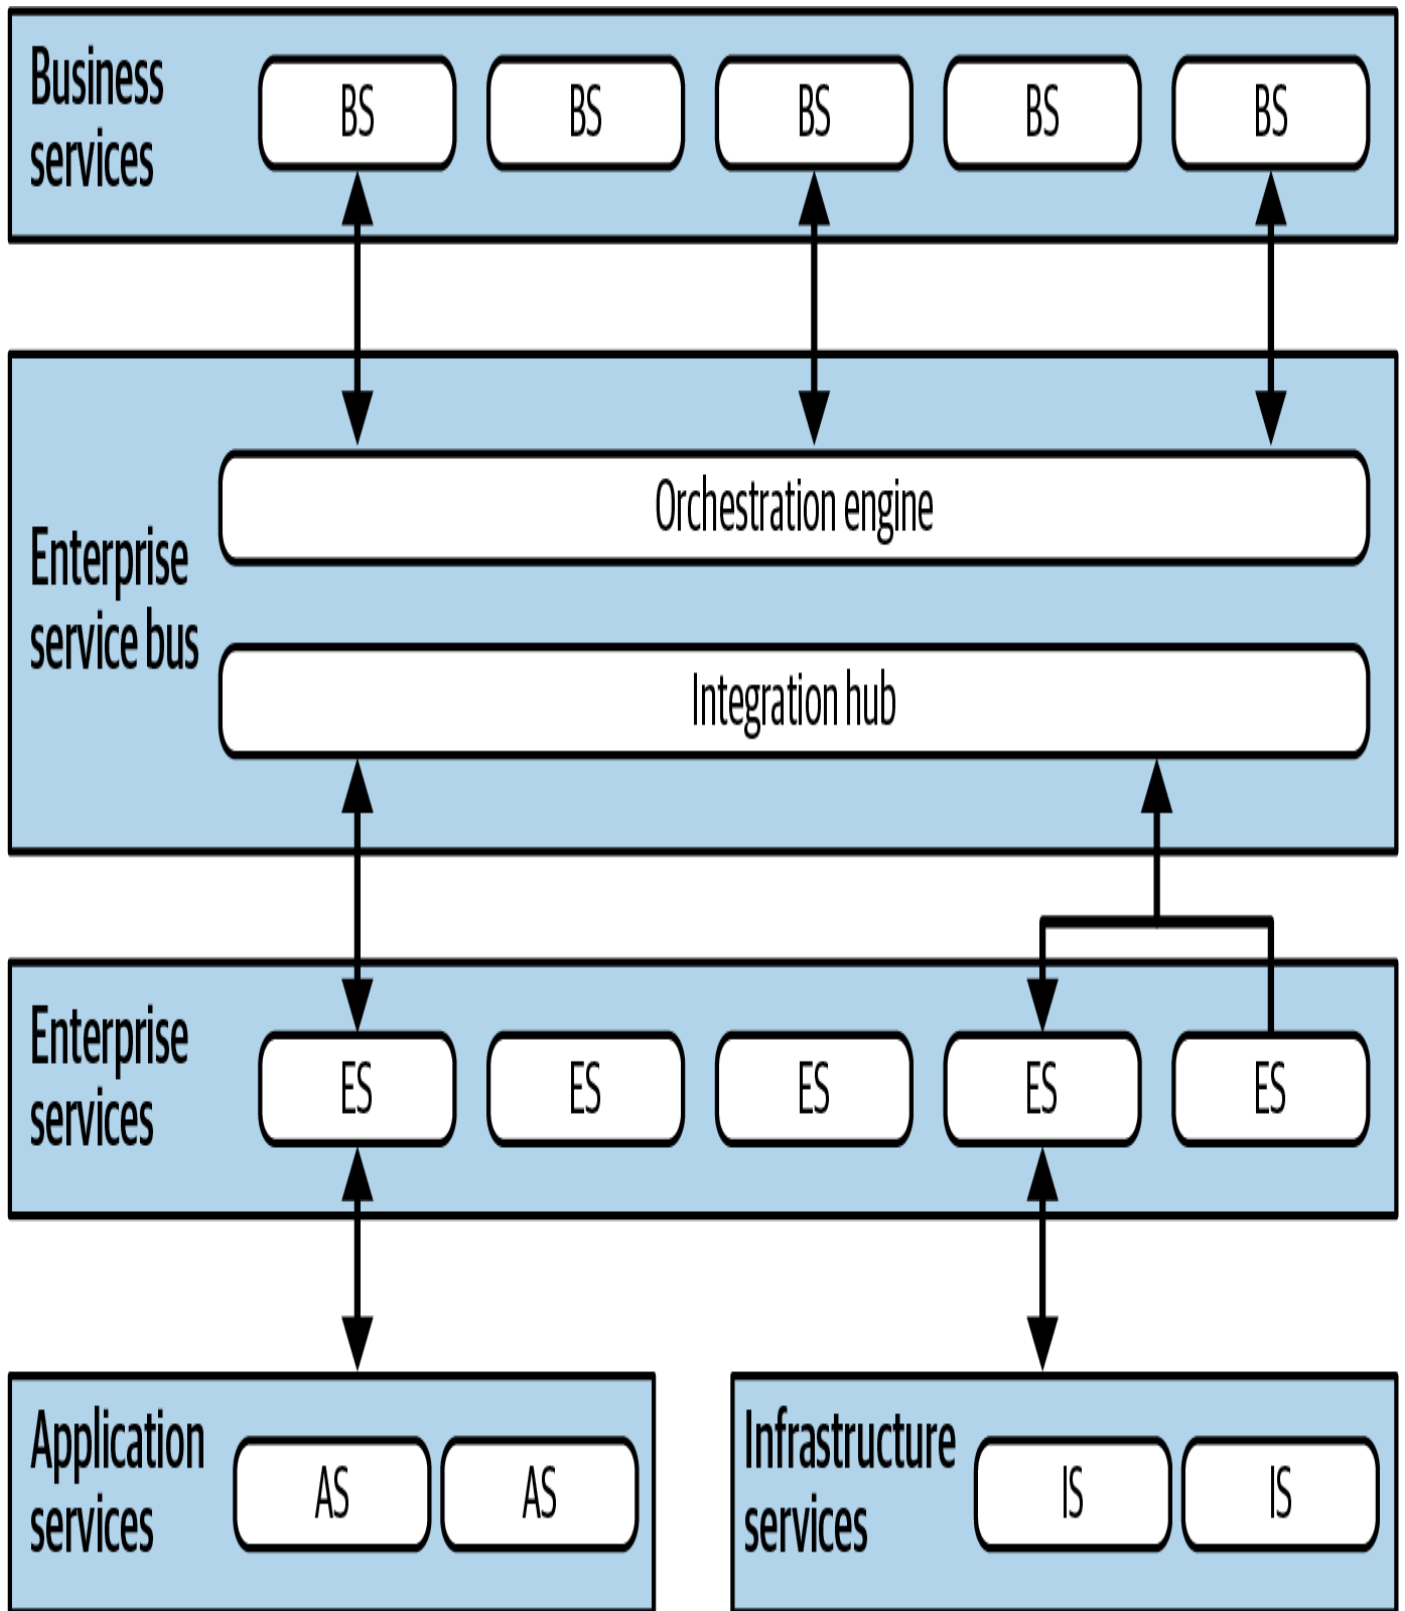 Business
services
BS BS BS BS BS
Orchestration engine
Enterprise
service bus
Integration hub
Enterprise
services
ES ES ES ES ES
Application
services
AS AS
Infrastructure
services
IS IS